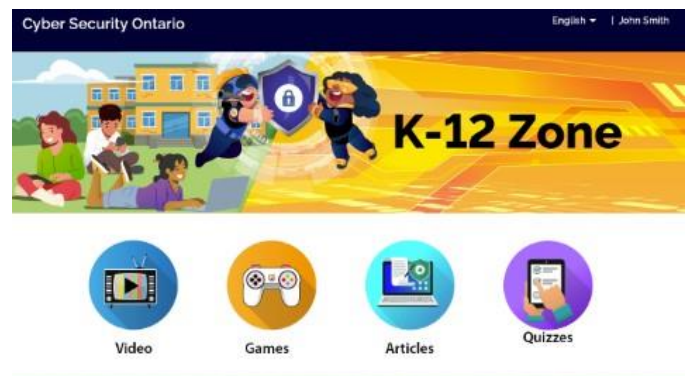 Cyber Security Ontario
English | John Smith
K-12 Zone
Video Games Articles Quizzes